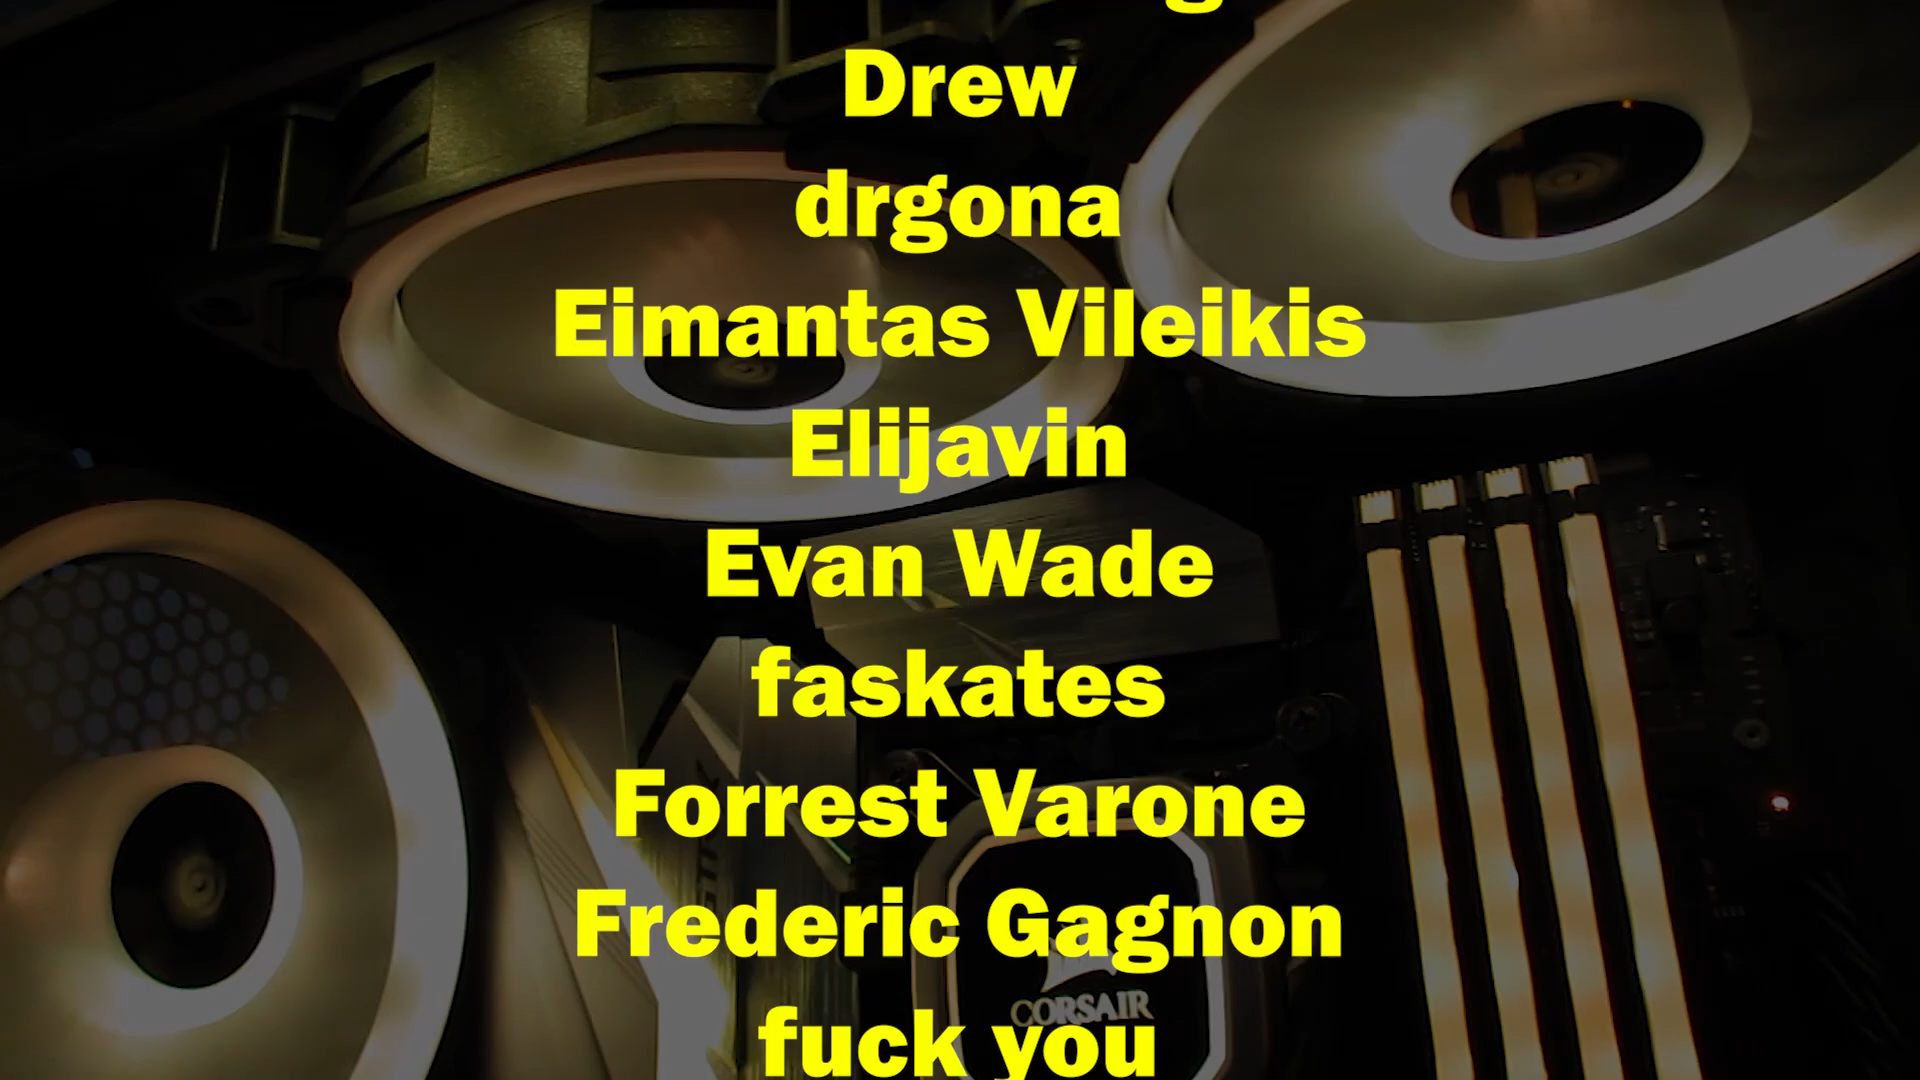 Drew
drgona
Eimantas Vileikis
Elijavin
Evan Wade
faskates
Forrest Varone
Frederic Gagnon
CORSAIR
fuck you